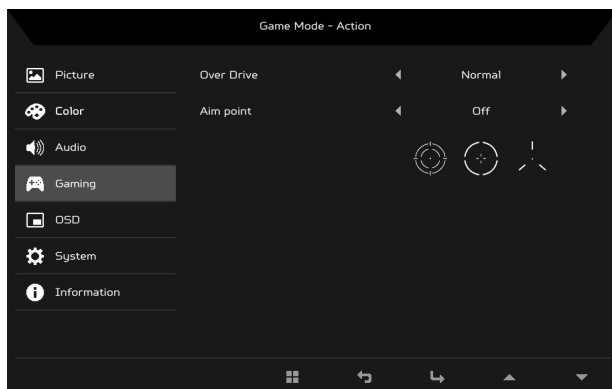 Game Mode - Action
Picture
Over Drive
Normal
Color
Aim point
Off
Audio
Gaming
OSD
System
Information